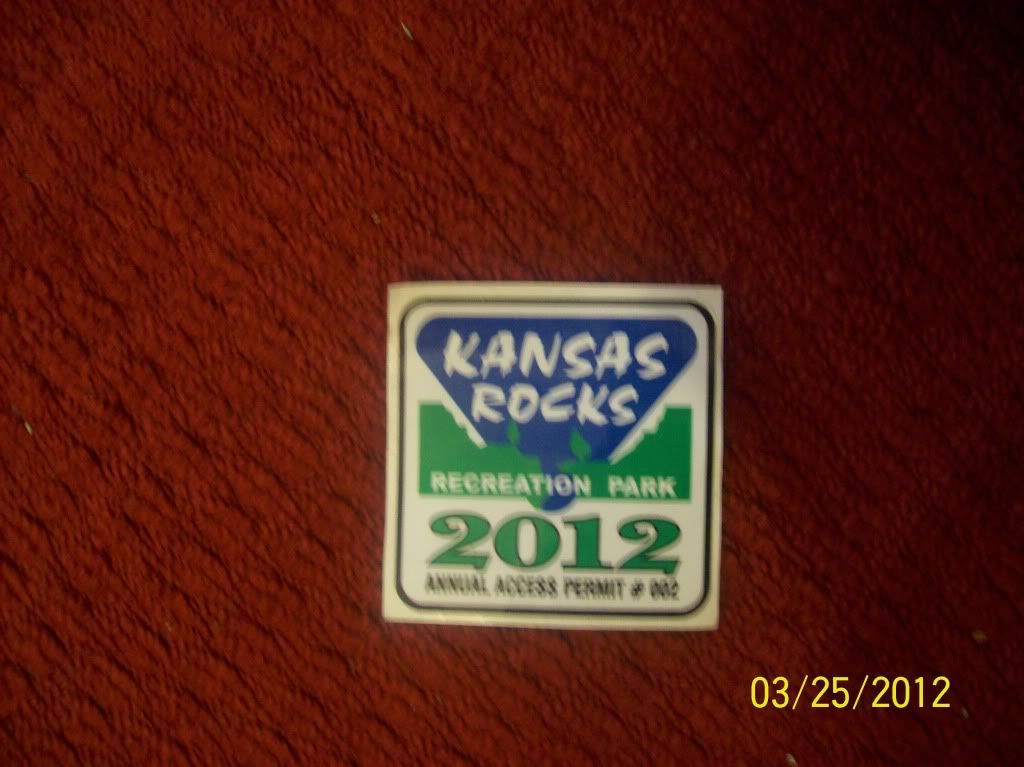 KANSAS
ROCKS
RECREATION PARK
2012
ANNUAL ACCESS PERMIT # 002
03/25/2012